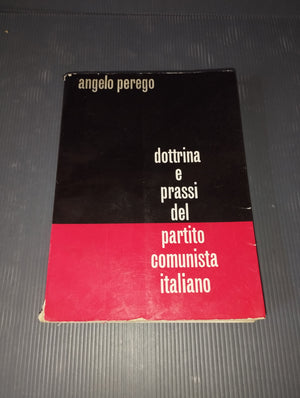 angelo perego
dottrina
e
prassi
del
partito
comunista
italiano